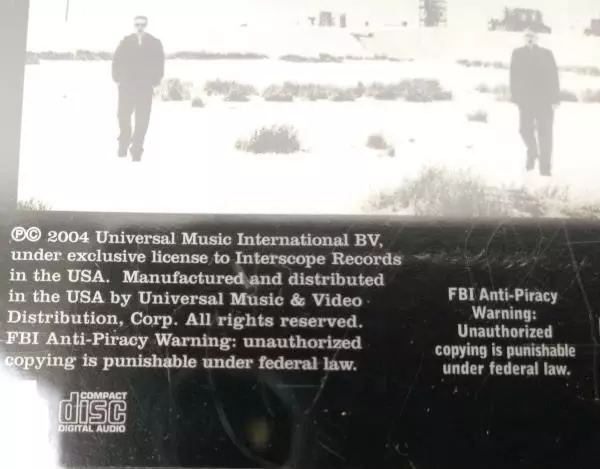 ℗© 2004 Universal Music International BV,
under exclusive license to Interscope Records
in the USA. Manufactured and distributed
in the USA by Universal Music & Video
Distribution, Corp. All rights reserved.
FBI Anti-Piracy Warning: unauthorized
copying is punishable under federal law.
FBI Anti-Piracy
Warning:
Unauthorized
copying is punishable
under federal law.
COMPACT
disc
DIGITAL AUDIO